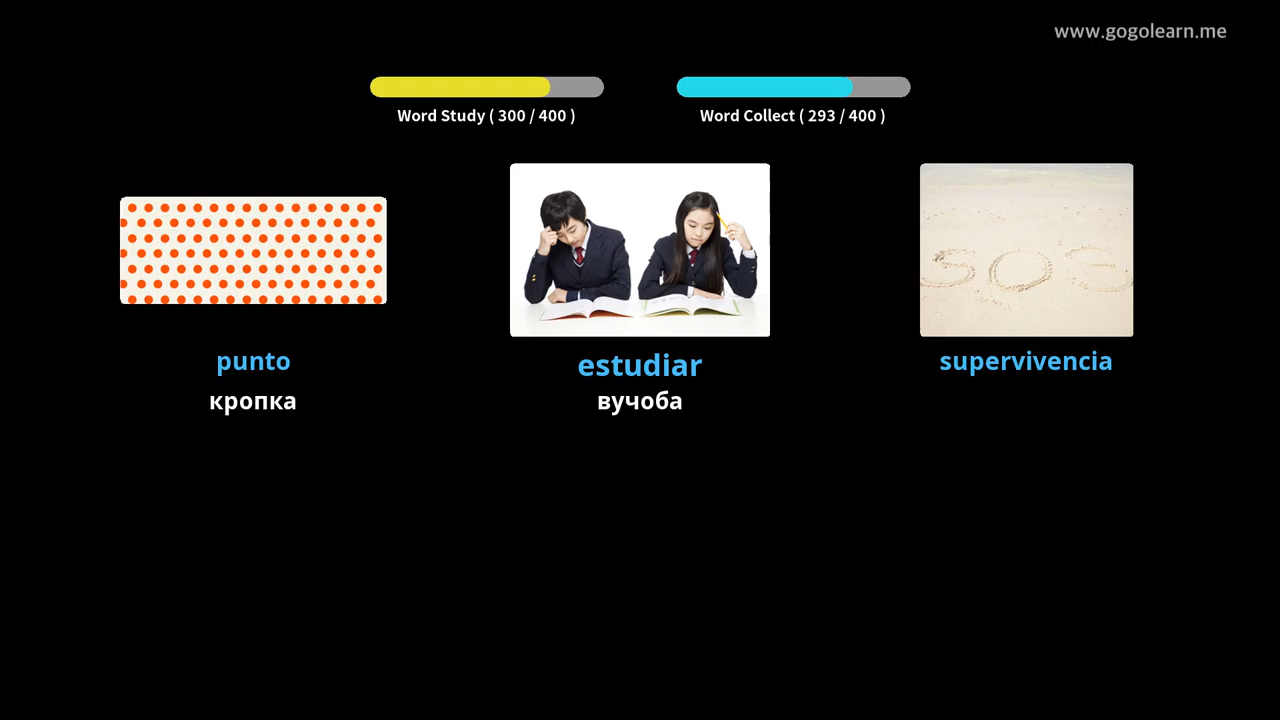 www.gogolearn.me
Word Study ( 300 / 400 )
Word Collect ( 293 / 400 )
SOS
punto
estudiar
supervivencia
кропка
вучоба